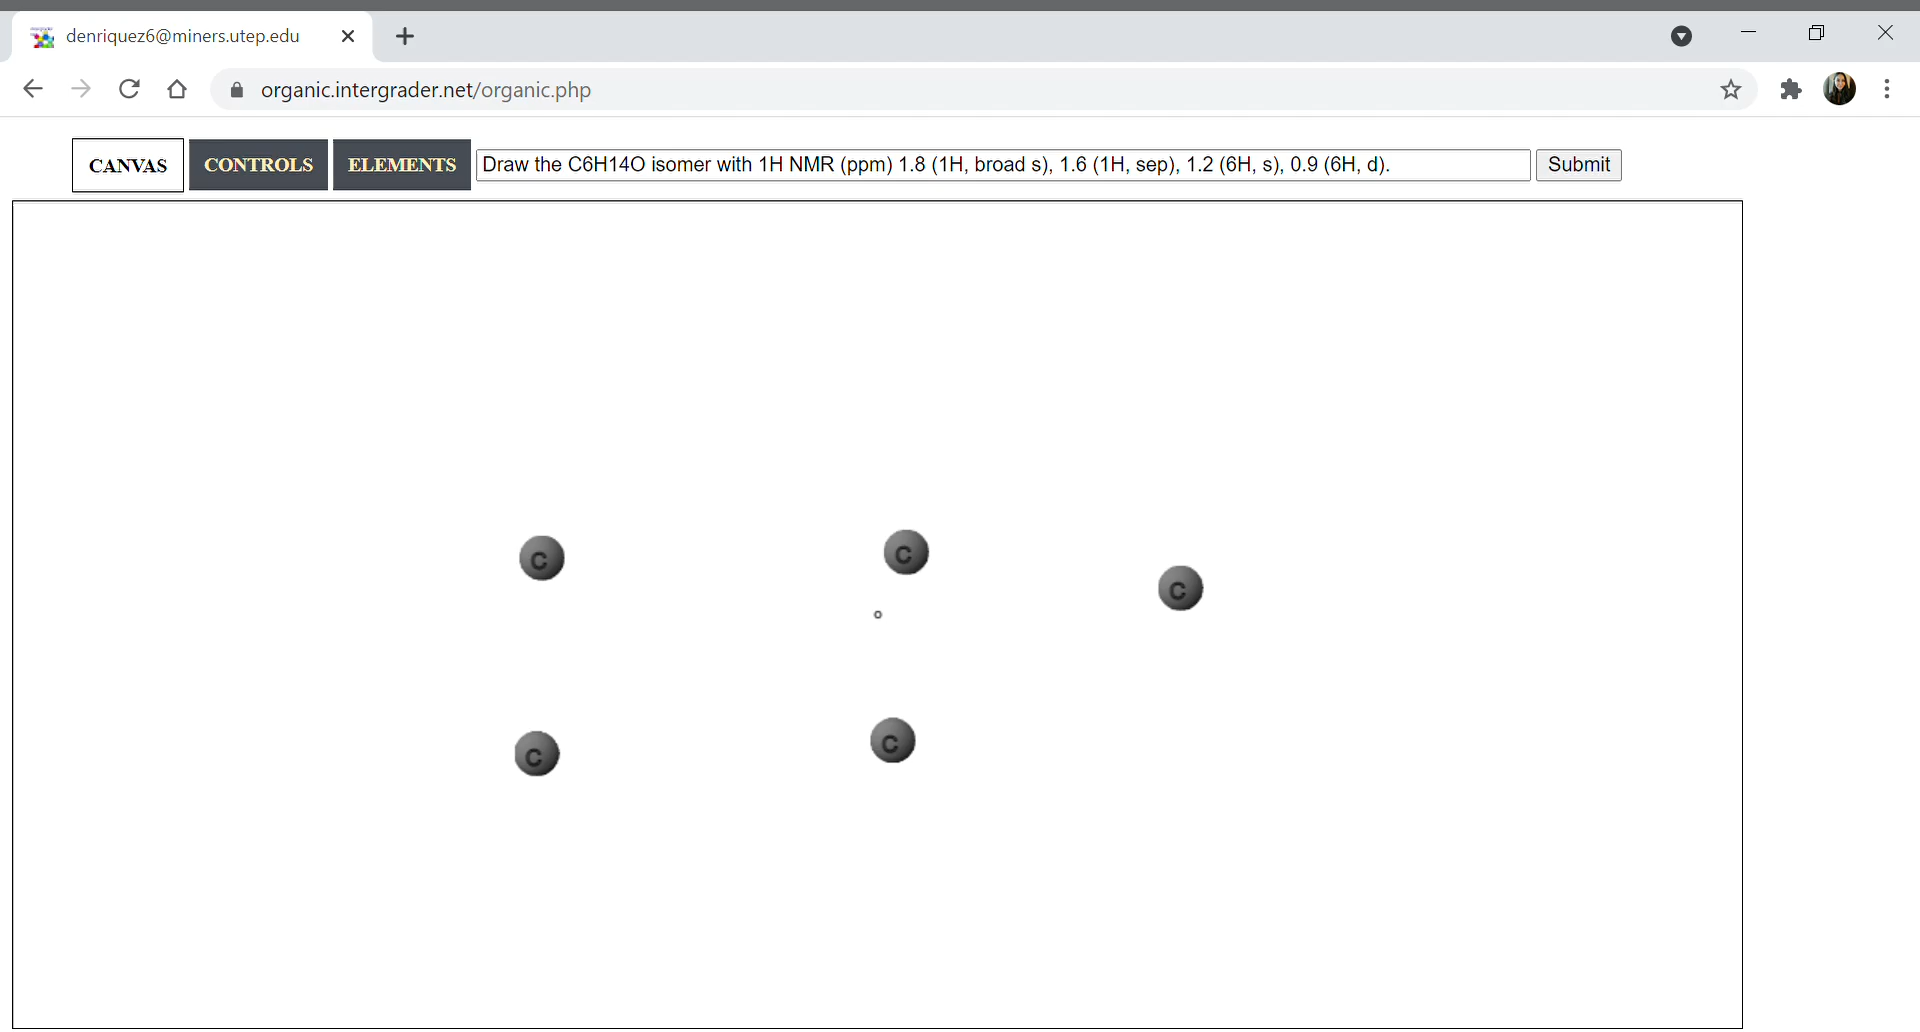 denriquez6@miners.utep.edu
organic.intergrader.net/organic.php
CANVAS CONTROLS ELEMENTS Draw the C6H14O isomer with 1H NMR (ppm) 1.8 (1H, broad s), 1.6 (1H, sep), 1.2 (6H, s), 0.9 (6H, d). Submit
C C
C
C C